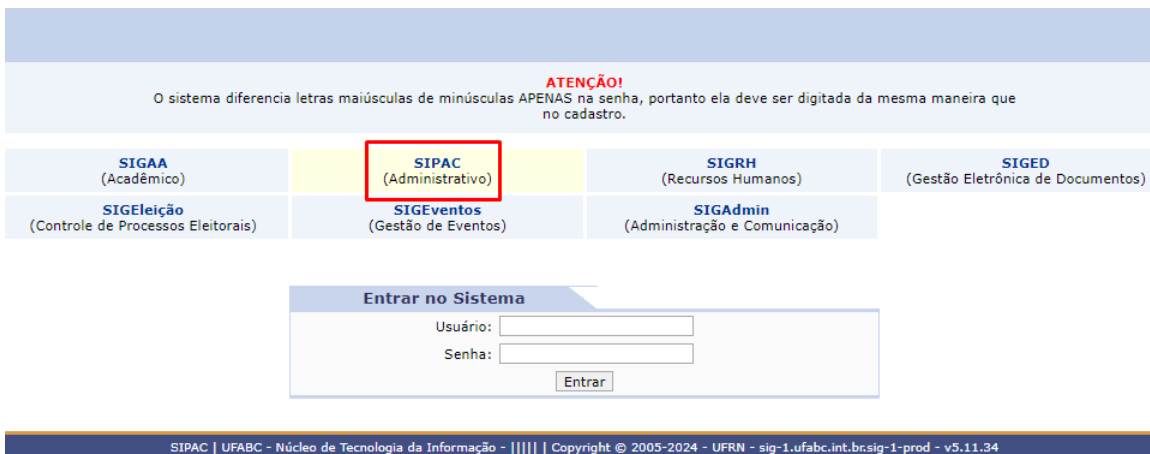 ATENÇÃO!
O sistema diferencia letras maiúsculas de minúsculas APENAS na senha, portanto ela deve ser digitada da mesma maneira que
no cadastro.
SIGAA
(Acadêmico)
SIPAC
(Administrativo)
SIGRH
(Recursos Humanos)
SIGED
(Gestão Eletrônica de Documentos)
SIGEleição
(Controle de Processos Eleitorais)
SIGEventos
(Gestão de Eventos)
SIGAdmin
(Administração e Comunicação)
Entrar no Sistema
Usuário:
Senha:
Entrar
SIPAC | UFABC - Núcleo de Tecnologia da Informação - ||||| | Copyright © 2005-2024 - UFRN - sig-1.ufabc.int.br.sig-1-prod - v5.11.34